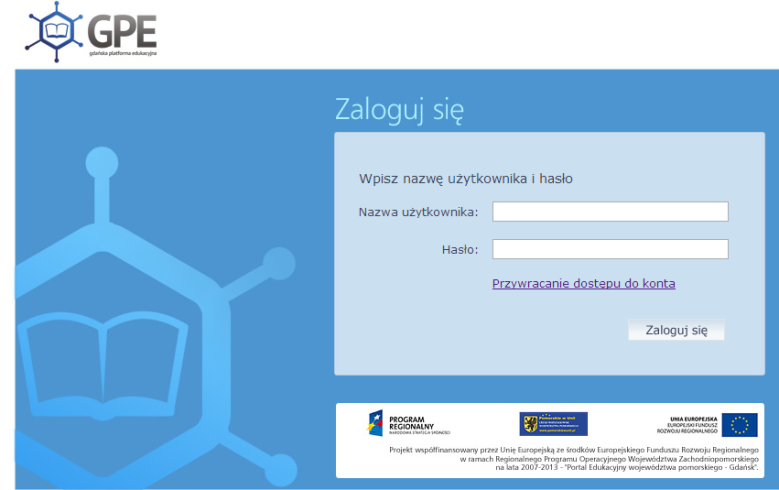 GPE
gdańska platforma edukacyjna
Zaloguj się
Wpisz nazwę użytkownika i hasło
Nazwa użytkownika:
Hasło:
Przywracanie dostępu do konta
Zaloguj się
PROGRAM
REGIONALNY
NARODOWA STRATEGIA SPÓJNOŚCI
UNIA EUROPEJSKA
EUROPEJSKI FUNDUSZ
ROZWOJU REGIONALNEGO
Projekt współfinansowany przez Unię Europejską ze środków Europejskiego Funduszu Rozwoju Regionalnego
w ramach Regionalnego Programu Operacyjnego Województwa Zachodniopomorskiego
na lata 2007-2013 - "Portal Edukacyjny województwa pomorskiego - Gdańsk".